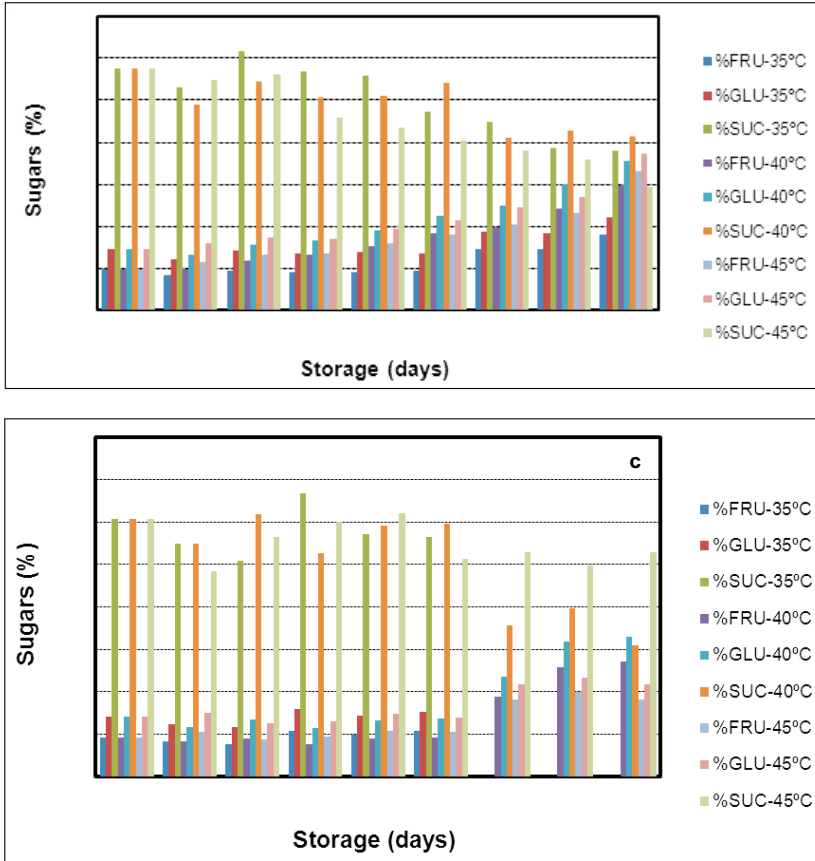 Sugars (%)
%FRU-35ºC
%GLU-35ºC
%SUC-35ºC
%FRU-40ºC
%GLU-40ºC
%SUC-40ºC
%FRU-45ºC
%GLU-45ºC
%SUC-45ºC
Storage (days)
c
Sugars (%)
%FRU-35ºC
%GLU-35ºC
%SUC-35ºC
%FRU-40ºC
%GLU-40ºC
%SUC-40ºC
%FRU-45ºC
%GLU-45ºC
%SUC-45ºC
Storage (days)